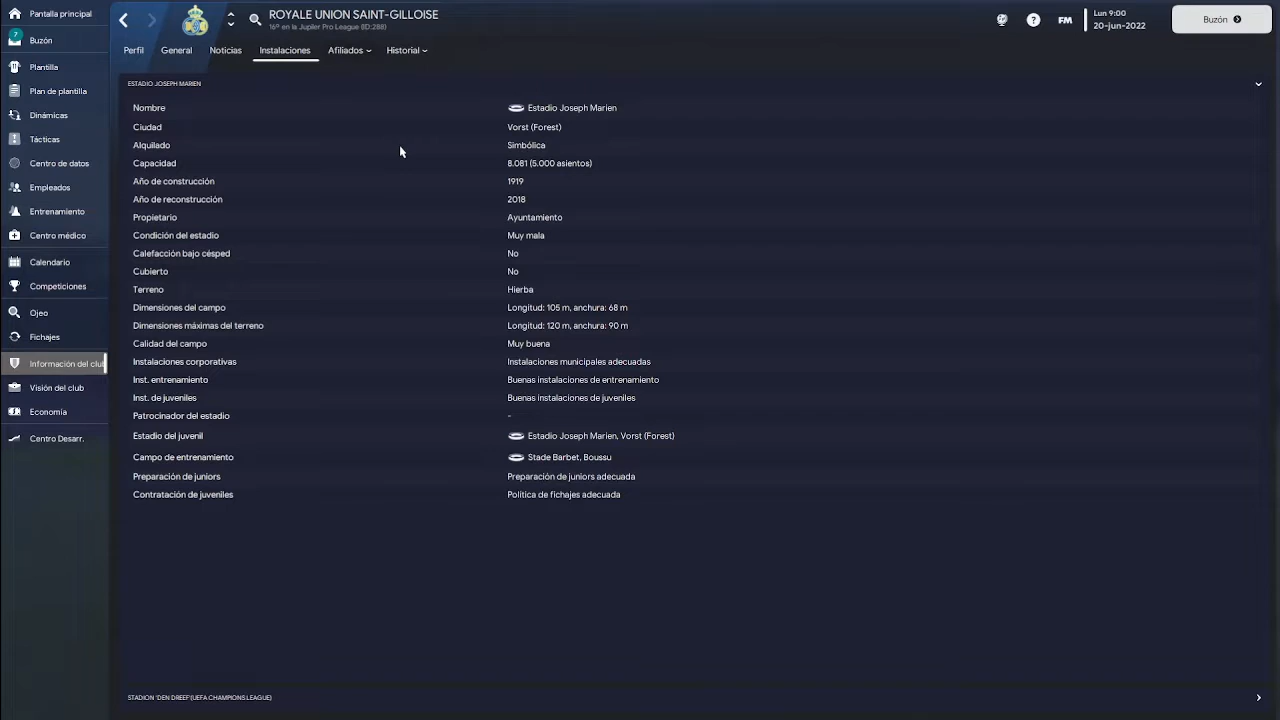 Pantalla principal
7
Buzón
Plantilla
Plan de plantilla
Dinámicas
Tácticas
Centro de datos
Empleados
Entrenamiento
Centro médico
Calendario
Competiciones
Ojeo
Fichajes
Información del club
Visión del club
Economía
Centro Desarr.
ROYALE UNION SAINT-GILLOISE
16º en la Jupiler Pro League (ID:288)
? FM
Lun 9:00
20-jun-2022
Buzón
Perfil General Noticias Instalaciones Afiliados Historial
ESTADIO JOSEPH MARIEN
Nombre Estadio Joseph Marien
Ciudad Vorst (Forest)
Alquilado Simbólica
Capacidad 8.081 (5.000 asientos)
Año de construcción 1919
Año de reconstrucción 2018
Propietario Ayuntamiento
Condición del estadio Muy mala
Calefacción bajo césped No
Cubierto No
Terreno Hierba
Dimensiones del campo Longitud: 105 m, anchura: 68 m
Dimensiones máximas del terreno Longitud: 120 m, anchura: 90 m
Calidad del campo Muy buena
Instalaciones corporativas Instalaciones municipales adecuadas
Inst. entrenamiento Buenas instalaciones de entrenamiento
Inst. de juveniles Buenas instalaciones de juveniles
Patrocinador del estadio -
Estadio del juvenil Estadio Joseph Marien, Vorst (Forest)
Campo de entrenamiento Stade Barbet, Boussu
Preparación de juniors Preparación de juniors adecuada
Contratación de juveniles Política de fichajes adecuada
STADION 'DEN DREEF'(UEFA CHAMPIONS LEAGUE)